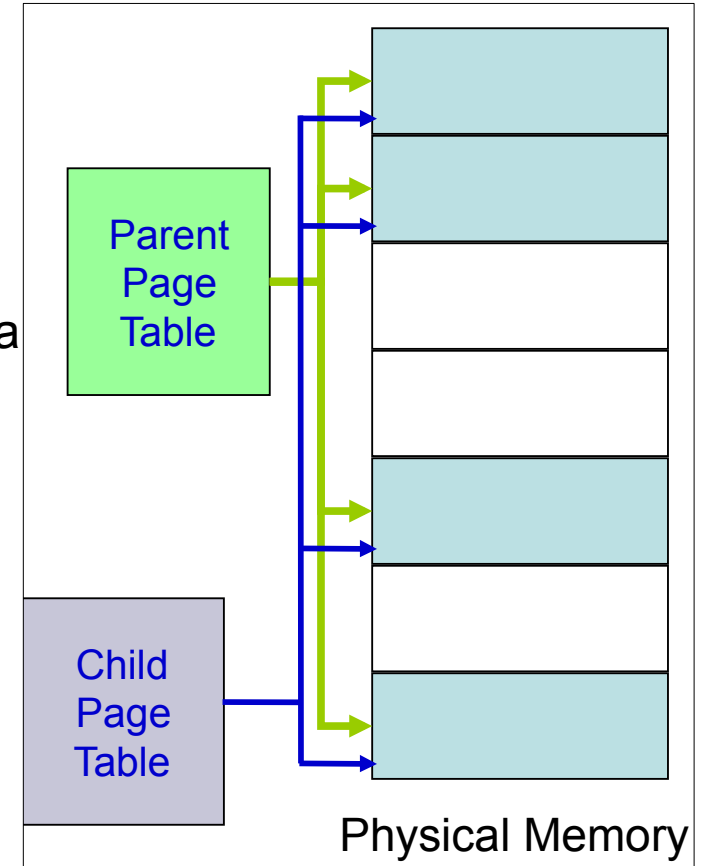 Parent
Page
Table
a
Child
Page
Table
Physical Memory